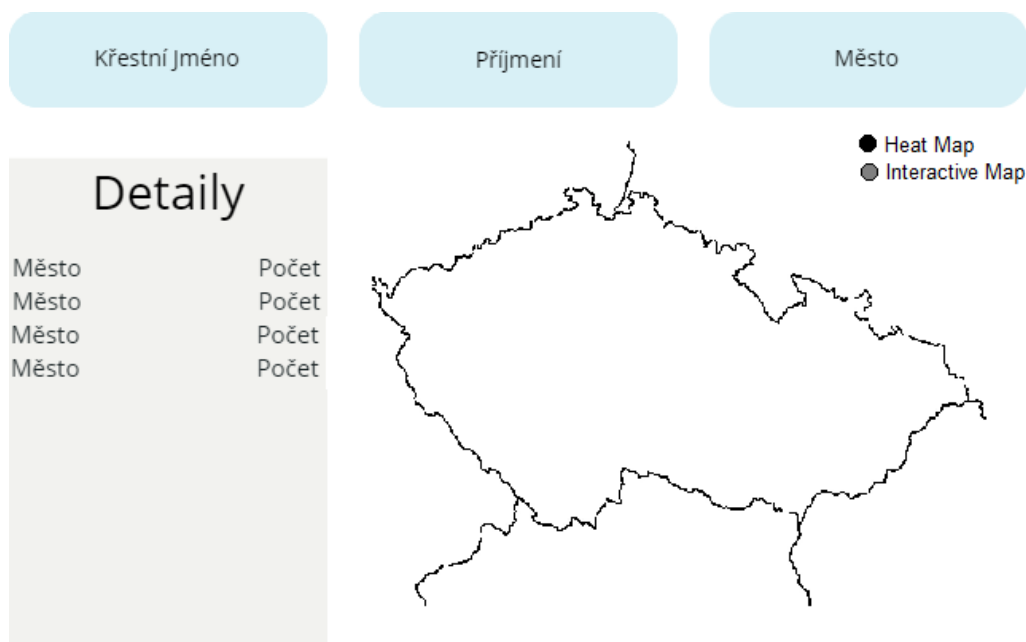 Křestní Jméno
Příjmení
Město
Heat Map
Interactive Map
Detaily
Město Počet
Město Počet
Město Počet
Město Počet